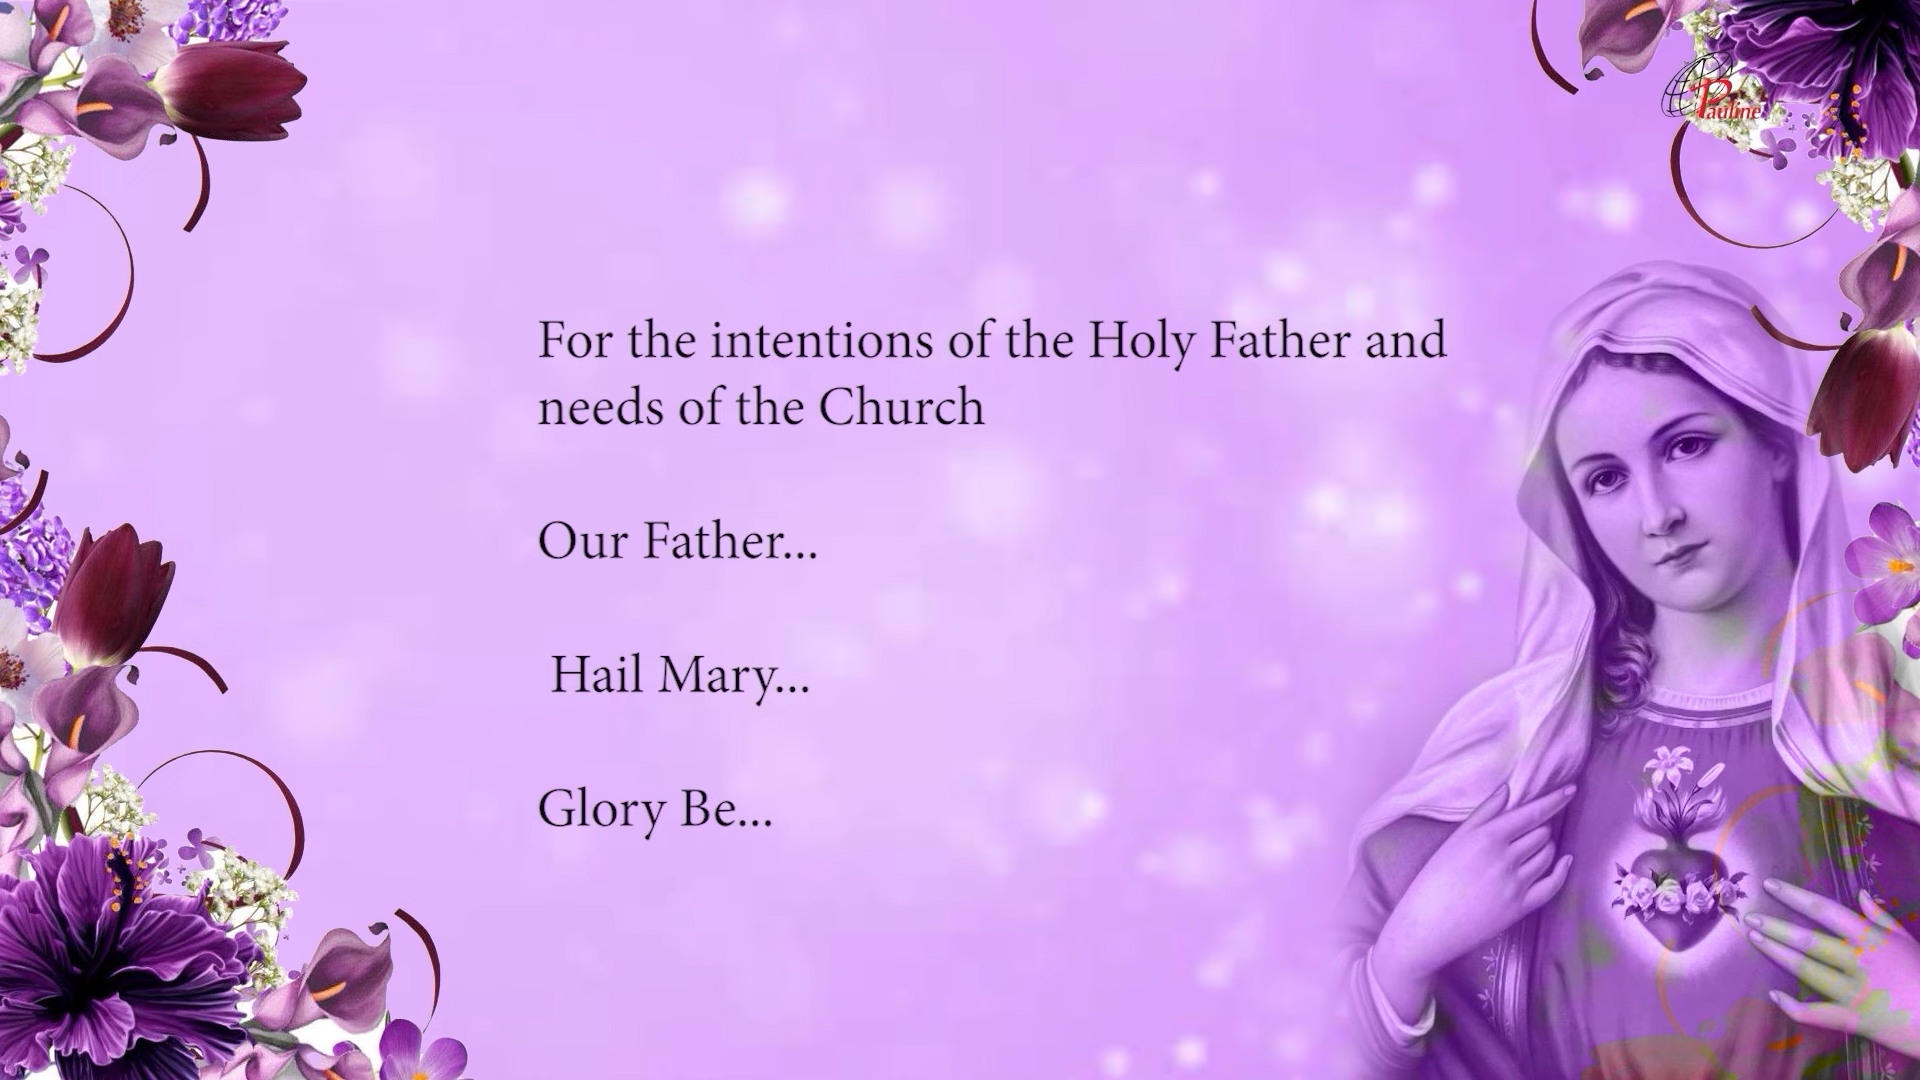 Pauline
For the intentions of the Holy Father and
needs of the Church
Our Father...
Hail Mary...
Glory Be...